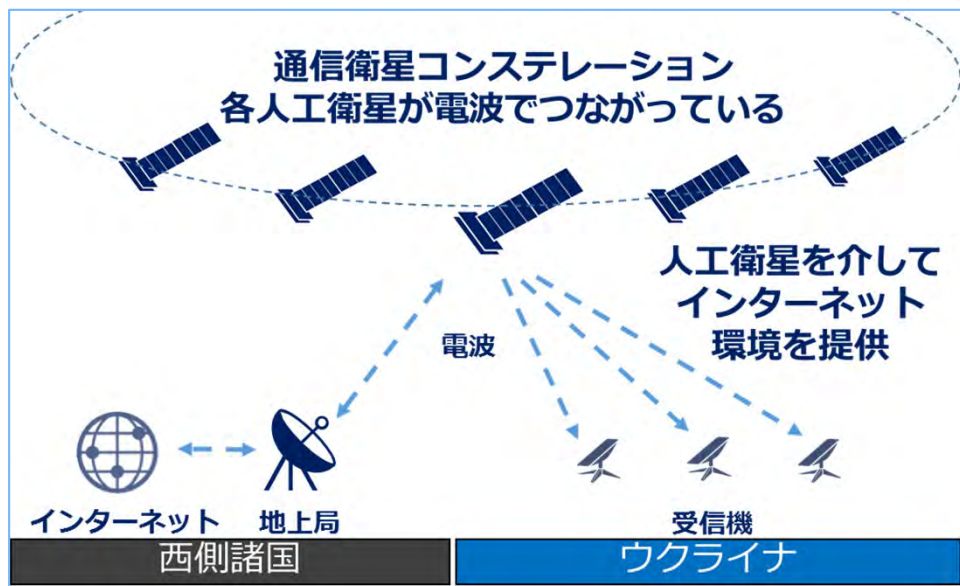 通信衛星コンステレーション
各人工衛星が電波でつながっている
人工衛星を介して
インターネット
環境を提供
電波
インターネット
地上局
受信機
西側諸国
ウクライナ